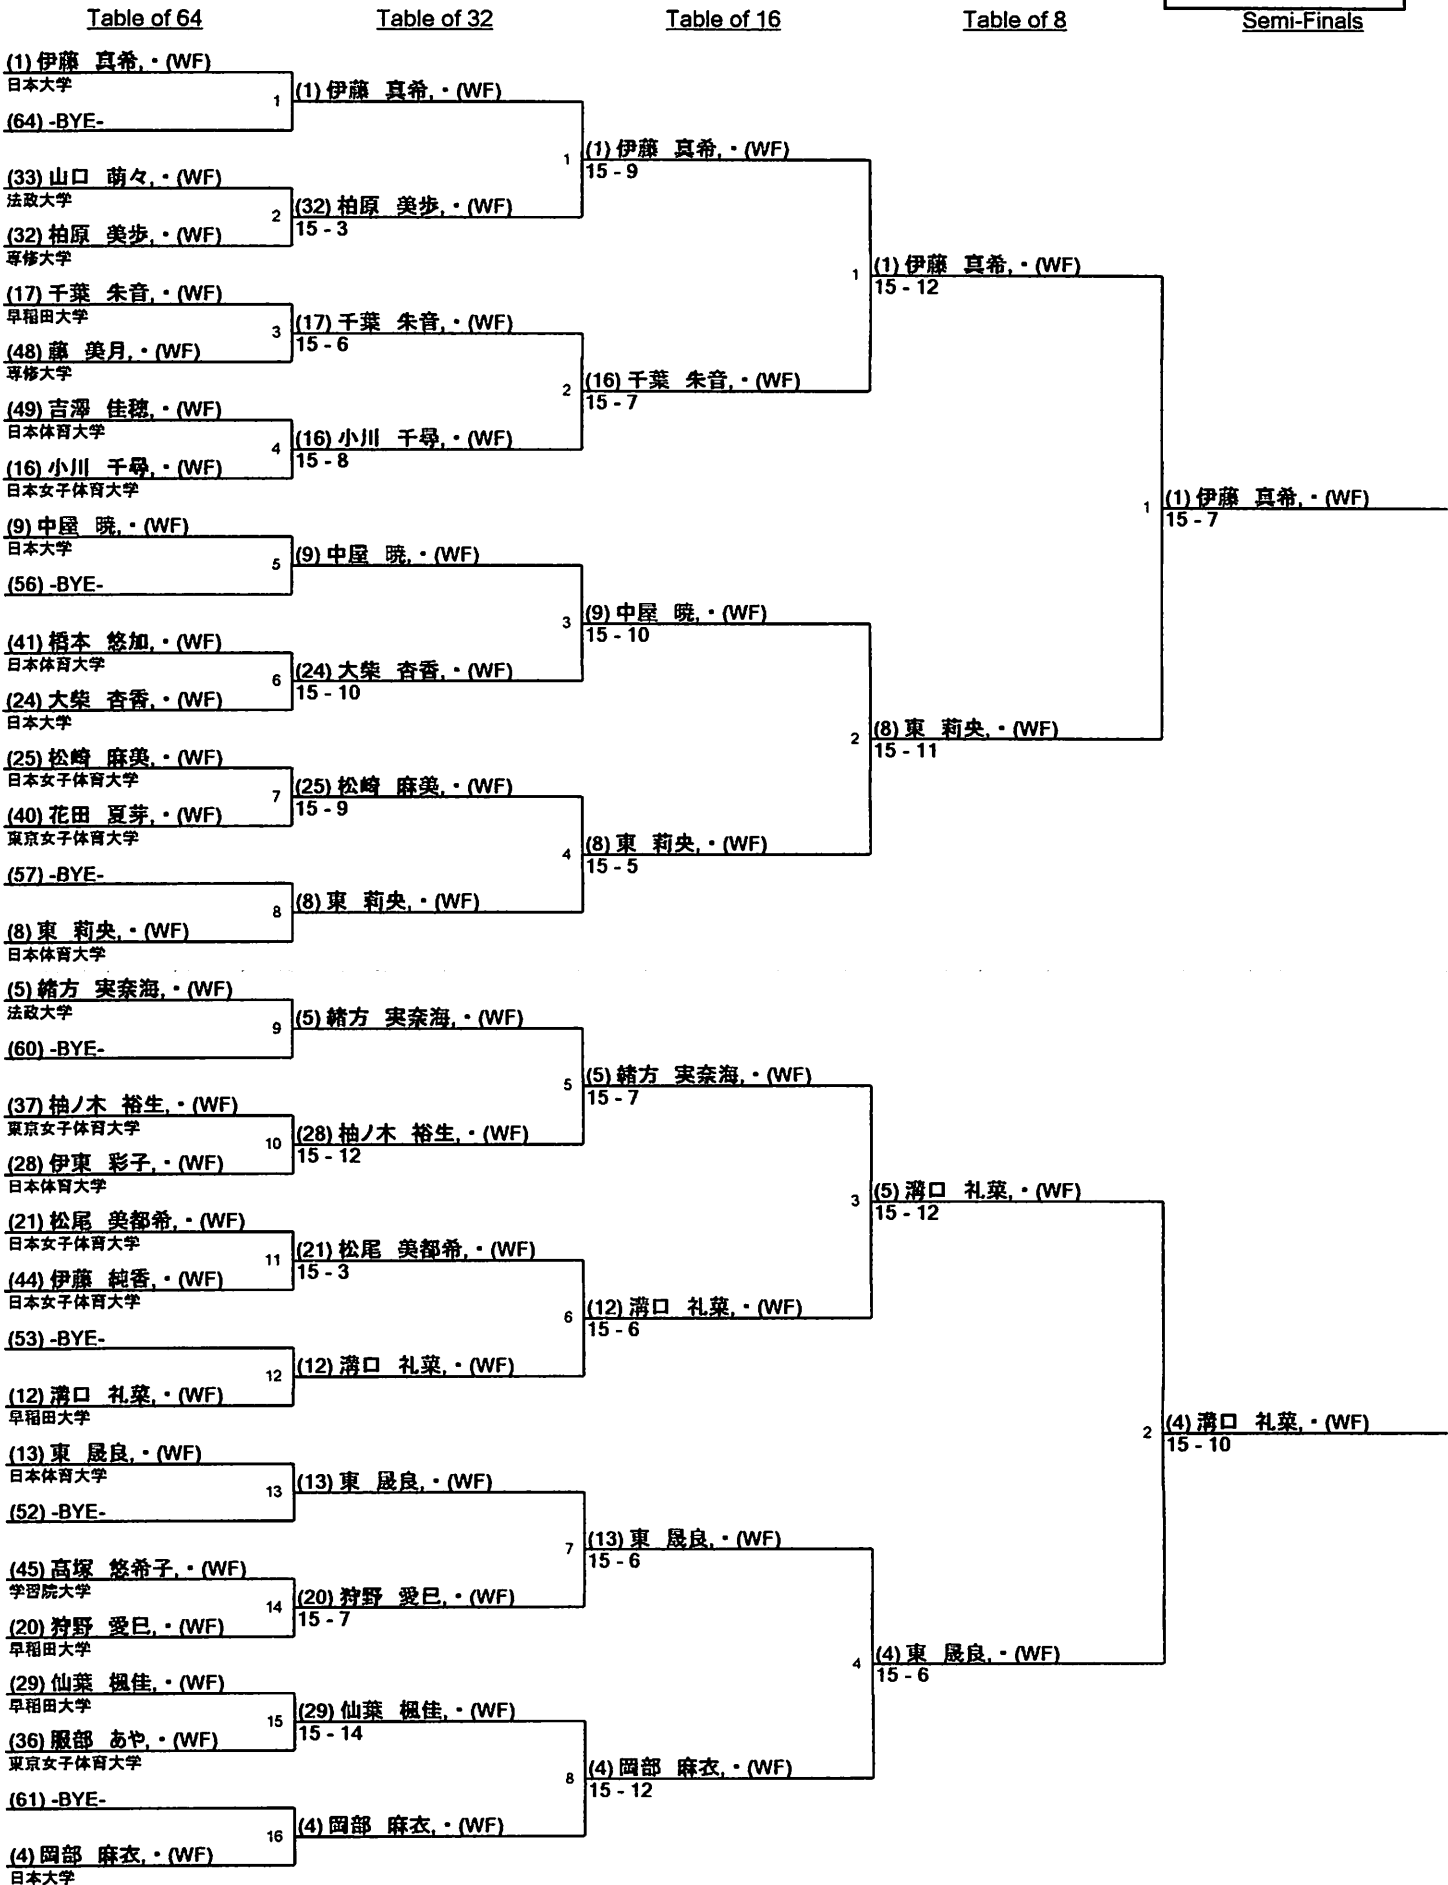 Table of 64
Table of 32
Table of 16
Table of 8
Semi-Finals
(1) 伊藤 真希, ・ (WF)
日本大学
1
(64) -BYE-
(1) 伊藤 真希, ・ (WF)
(33) 山口 萌々, ・ (WF)
法政大学
2
(32) 柏原 美歩, ・ (WF)
専修大学
(32) 柏原 美歩, ・ (WF)
15 - 3
1
(1) 伊藤 真希, ・ (WF)
15 - 9
(17) 千葉 朱音, ・ (WF)
早稲田大学
3
(48) 藤 美月, ・ (WF)
専修大学
(17) 千葉 朱音, ・ (WF)
15 - 6
(49) 吉澤 佳穂, ・ (WF)
日本体育大学
4
(16) 小川 千尋, ・ (WF)
日本女子体育大学
(16) 小川 千尋, ・ (WF)
15 - 8
2
(16) 千葉 朱音, ・ (WF)
15 - 7
1
(1) 伊藤 真希, ・ (WF)
15 - 12
(9) 中屋 暁, ・ (WF)
日本大学
5
(56) -BYE-
(9) 中屋 暁, ・ (WF)
(41) 橋本 悠加, ・ (WF)
日本体育大学
6
(24) 大柴 杏香, ・ (WF)
日本大学
(24) 大柴 杏香, ・ (WF)
15 - 10
3
(9) 中屋 暁, ・ (WF)
15 - 10
(25) 松崎 麻美, ・ (WF)
日本女子体育大学
7
(40) 花田 夏芽, ・ (WF)
東京女子体育大学
(25) 松崎 麻美, ・ (WF)
15 - 9
(57) -BYE-
8
(8) 東 莉央, ・ (WF)
日本体育大学
(8) 東 莉央, ・ (WF)
4
(8) 東 莉央, ・ (WF)
15 - 5
2
(8) 東 莉央, ・ (WF)
15 - 11
1
(1) 伊藤 真希, ・ (WF)
15 - 7
(5) 緒方 実奈海, ・ (WF)
法政大学
9
(60) -BYE-
(5) 緒方 実奈海, ・ (WF)
(37) 柚ノ木 裕生, ・ (WF)
東京女子体育大学
10
(28) 伊東 彩子, ・ (WF)
日本体育大学
(28) 柚ノ木 裕生, ・ (WF)
15 - 12
5
(5) 緒方 実奈海, ・ (WF)
15 - 7
(21) 松尾 美都希, ・ (WF)
日本女子体育大学
11
(44) 伊藤 純香, ・ (WF)
日本女子体育大学
(21) 松尾 美都希, ・ (WF)
15 - 3
(53) -BYE-
12
(12) 溝口 礼菜, ・ (WF)
早稲田大学
(12) 溝口 礼菜, ・ (WF)
6
(12) 溝口 礼菜, ・ (WF)
15 - 6
3
(5) 溝口 礼菜, ・ (WF)
15 - 12
(13) 東 晟良, ・ (WF)
日本体育大学
13
(52) -BYE-
(13) 東 晟良, ・ (WF)
(45) 高塚 悠希子, ・ (WF)
学習院大学
14
(20) 狩野 愛巳, ・ (WF)
早稲田大学
(20) 狩野 愛巳, ・ (WF)
15 - 7
7
(13) 東 晟良, ・ (WF)
15 - 6
(29) 仙葉 楓佳, ・ (WF)
早稲田大学
15
(36) 服部 あや, ・ (WF)
東京女子体育大学
(29) 仙葉 楓佳, ・ (WF)
15 - 14
(61) -BYE-
16
(4) 岡部 麻衣, ・ (WF)
日本大学
(4) 岡部 麻衣, ・ (WF)
8
(4) 岡部 麻衣, ・ (WF)
15 - 12
4
(4) 東 晟良, ・ (WF)
15 - 6
2
(4) 溝口 礼菜, ・ (WF)
15 - 10